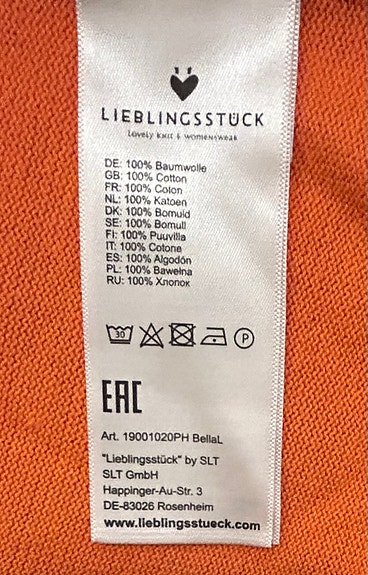 LIEBLINGSSTÜCK
Lovely Knit & Womenswear
DE: 100% Baumwolle
GB: 100% Cotton
FR: 100% Coton
NL: 100% Katoen
DK: 100% Bomuld
SE: 100% Bomull
FI: 100% Puuvilla
IT: 100% Cotone
ES: 100% Algodón
PL: 100% Bawełna
RU: 100% Хлопок
30 P
EAC
Art. 19001020PH BellaL
"Lieblingsstück" by SLT
SLT GmbH
Happinger-Au-Str. 3
DE-83026 Rosenheim
www.lieblingsstueck.com